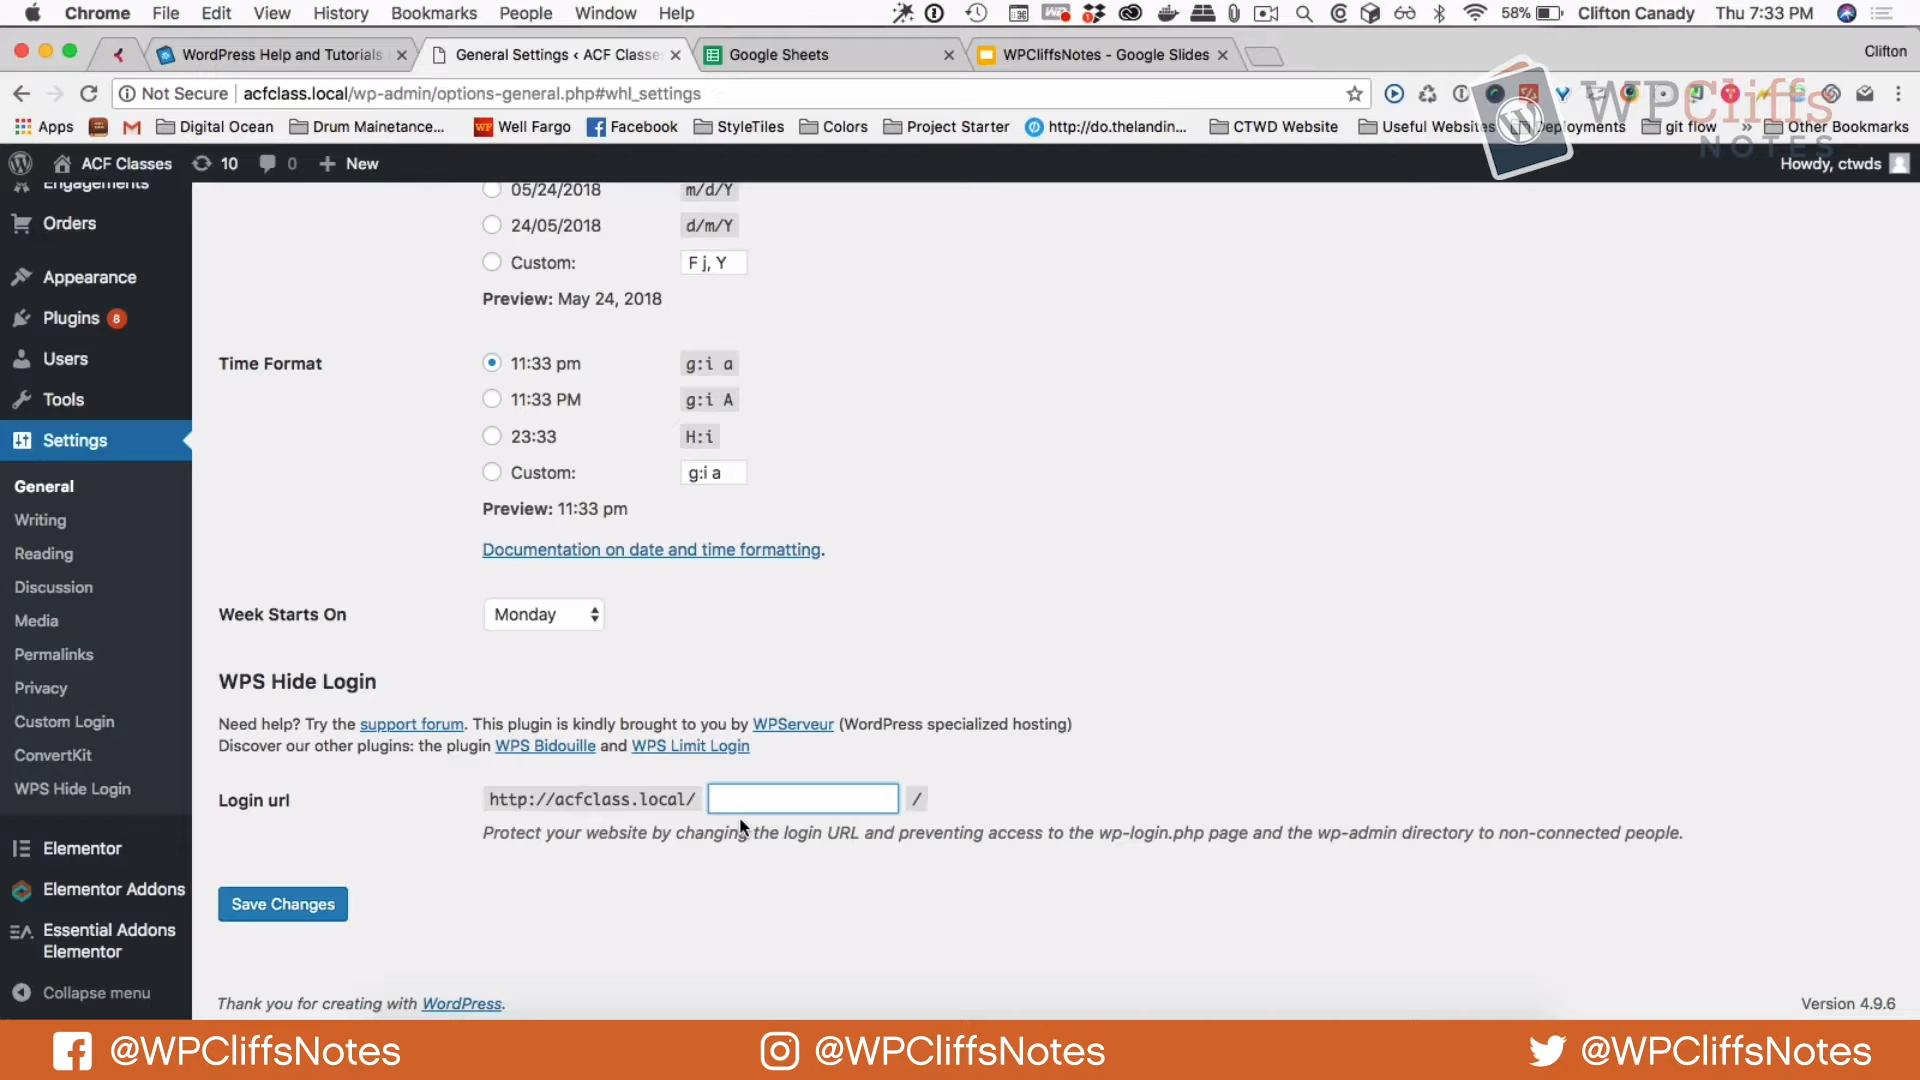 Chrome File Edit View History Bookmarks People Window Help 58% Clifton Canady Thu 7:33 PM
WordPress Help and Tutorials General Settings ‹ ACF Classe Google Sheets WPCliffsNotes - Google Slides Clifton
Not Secure acfclass.local/wp-admin/options-general.php#whl_settings
Apps Digital Ocean Drum Mainetance... Well Fargo Facebook StyleTiles Colors Project Starter http://do.thelandin... CTWD Website Useful Websites Deployments git flow » Other Bookmarks
WPCliffs
NOTES
ACF Classes 10 0 New Howdy, ctwds
Engagements
Orders
Appearance
Plugins 8
Users
Tools
Settings
General
Writing
Reading
Discussion
Media
Permalinks
Privacy
Custom Login
ConvertKit
WPS Hide Login
Elementor
Elementor Addons
Essential Addons
Elementor
Collapse menu
05/24/2018 m/d/Y
24/05/2018 d/m/Y
Custom: F j, Y
Preview: May 24, 2018
Time Format 11:33 pm g:i a
11:33 PM g:i A
23:33 H:i
Custom: g:i a
Preview: 11:33 pm
Documentation on date and time formatting.
Week Starts On Monday
WPS Hide Login
Need help? Try the support forum. This plugin is kindly brought to you by WPServeur (WordPress specialized hosting)
Discover our other plugins: the plugin WPS Bidouille and WPS Limit Login
Login url http://acfclass.local/ /
Protect your website by changing the login URL and preventing access to the wp-login.php page and the wp-admin directory to non-connected people.
Save Changes
Thank you for creating with WordPress. Version 4.9.6
@WPCliffsNotes @WPCliffsNotes @WPCliffsNotes